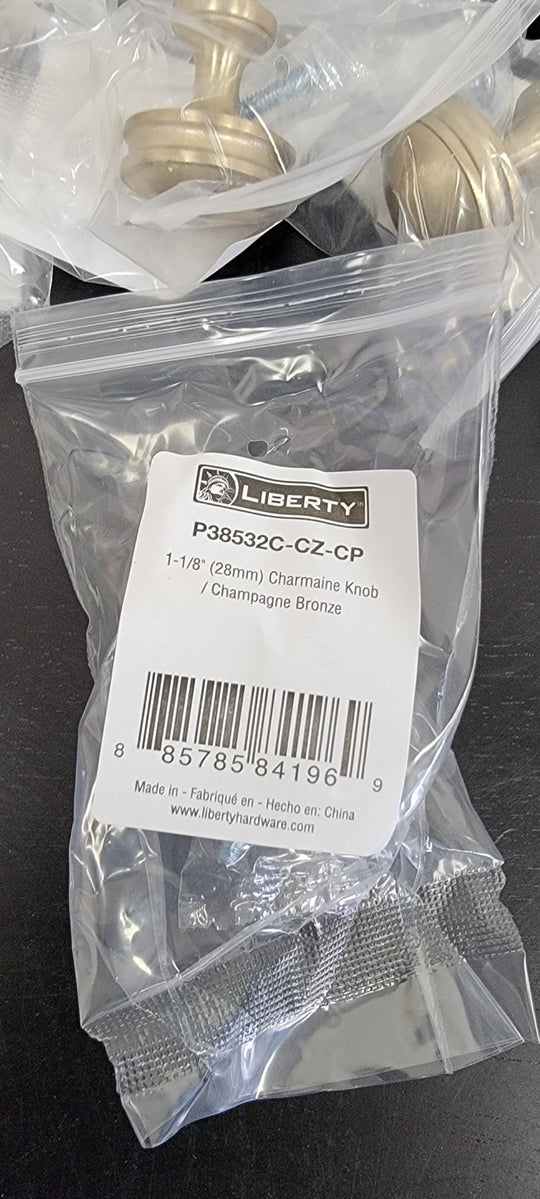 LIBERTY
P38532C-CZ-CP
1-1/8" (28mm) Charmaine Knob
/ Champagne Bronze
8 85785 84196 9
Made in - Fabriqué en - Hecho en: China
www.libertyhardware.com